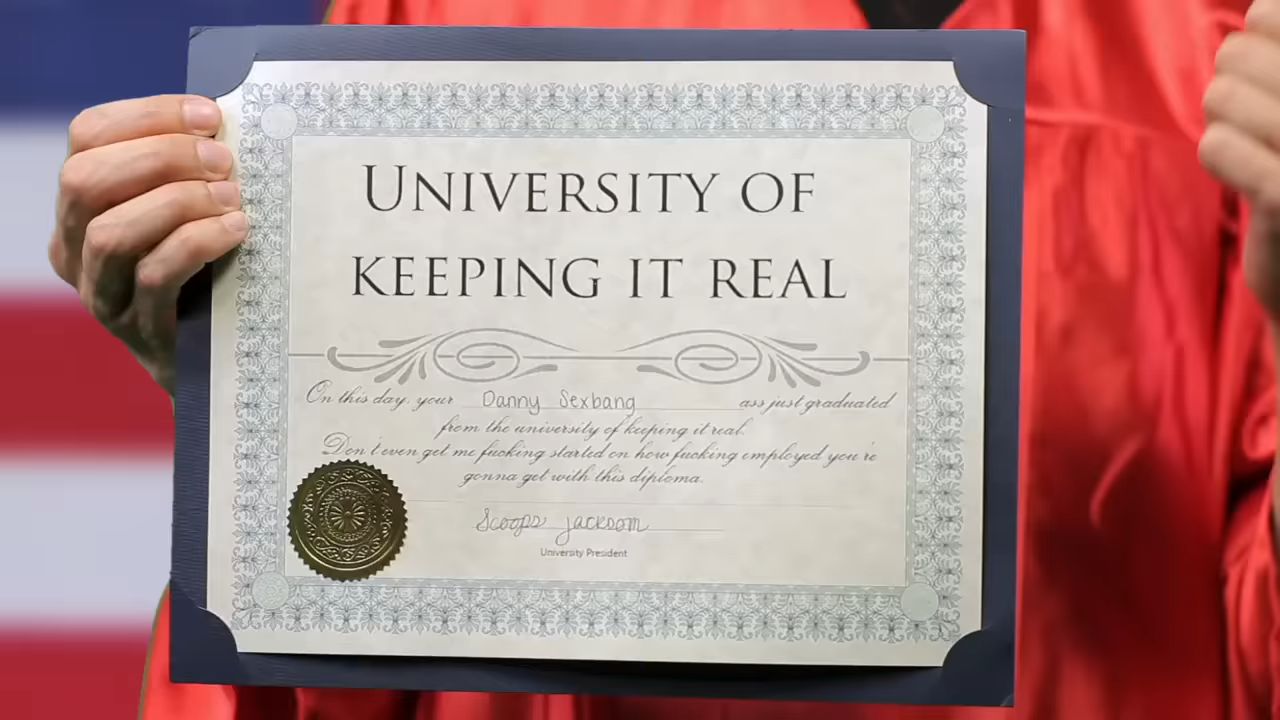 UNIVERSITY OF
KEEPING IT REAL
On this day, your Danny Sexbang ass just graduated
from the university of keeping it real.
Don't even get me fucking started on how fucking employed you're
gonna get with this diploma.
Scoops Jackson
University President